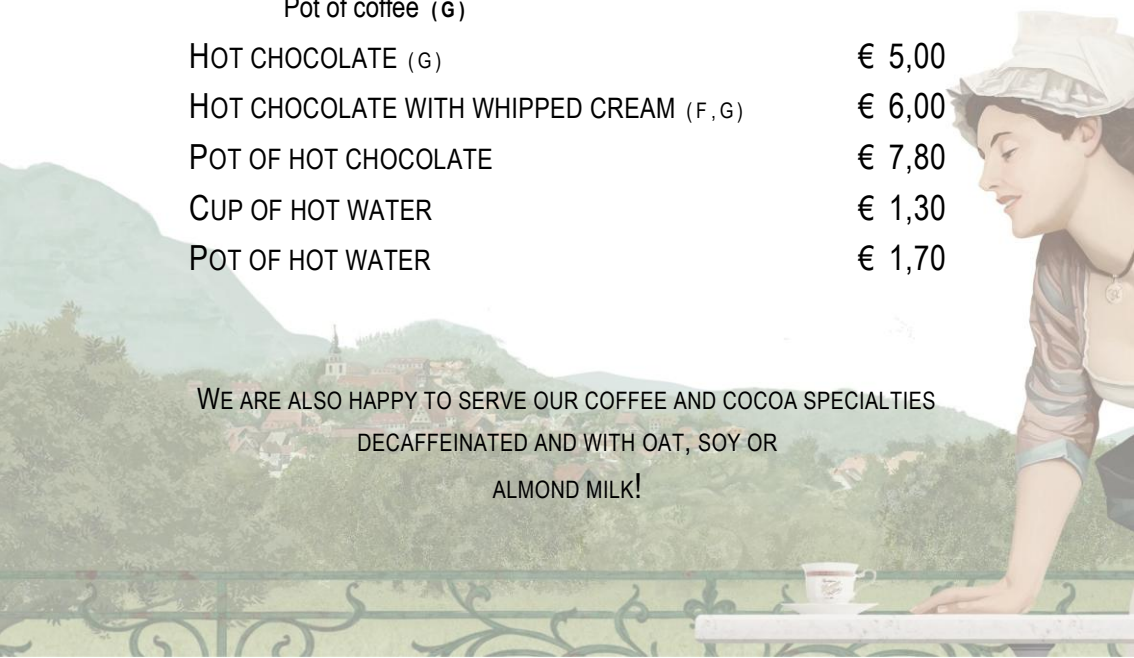 Pot of coffee (G)
HOT CHOCOLATE (G) € 5,00
HOT CHOCOLATE WITH WHIPPED CREAM (F,G) € 6,00
POT OF HOT CHOCOLATE € 7,80
CUP OF HOT WATER € 1,30
POT OF HOT WATER € 1,70
WE ARE ALSO HAPPY TO SERVE OUR COFFEE AND COCOA SPECIALTIES
DECAFFEINATED AND WITH OAT, SOY OR
ALMOND MILK!